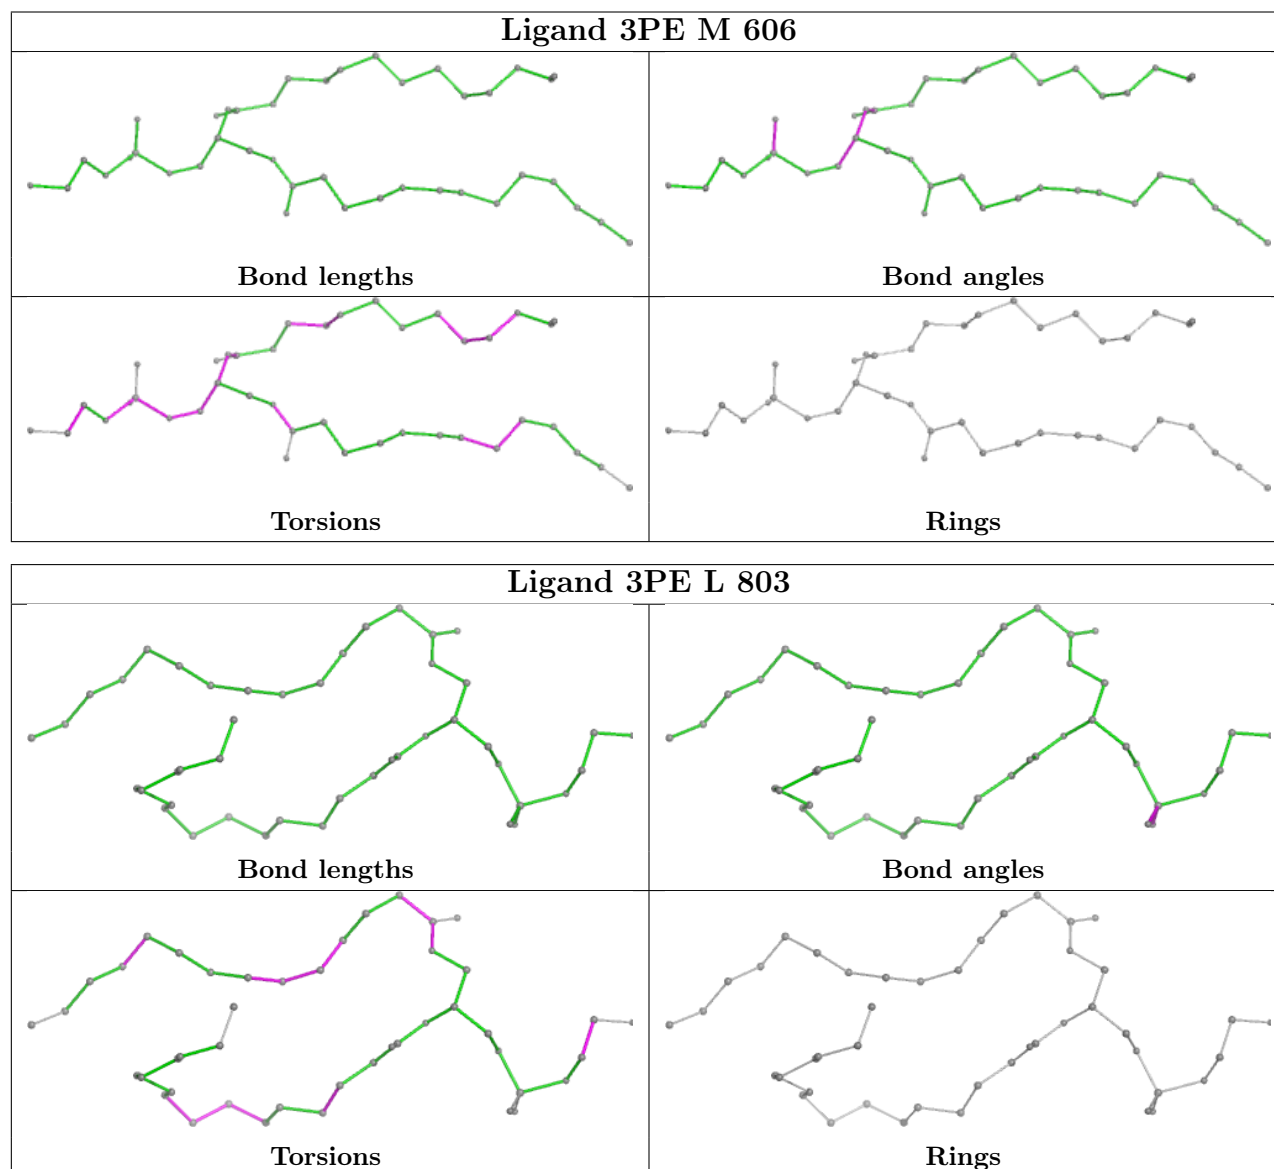 Ligand 3PE M 606
Bond lengths
Bond angles
Torsions
Rings
Ligand 3PE L 803
Bond lengths
Bond angles
Torsions
Rings